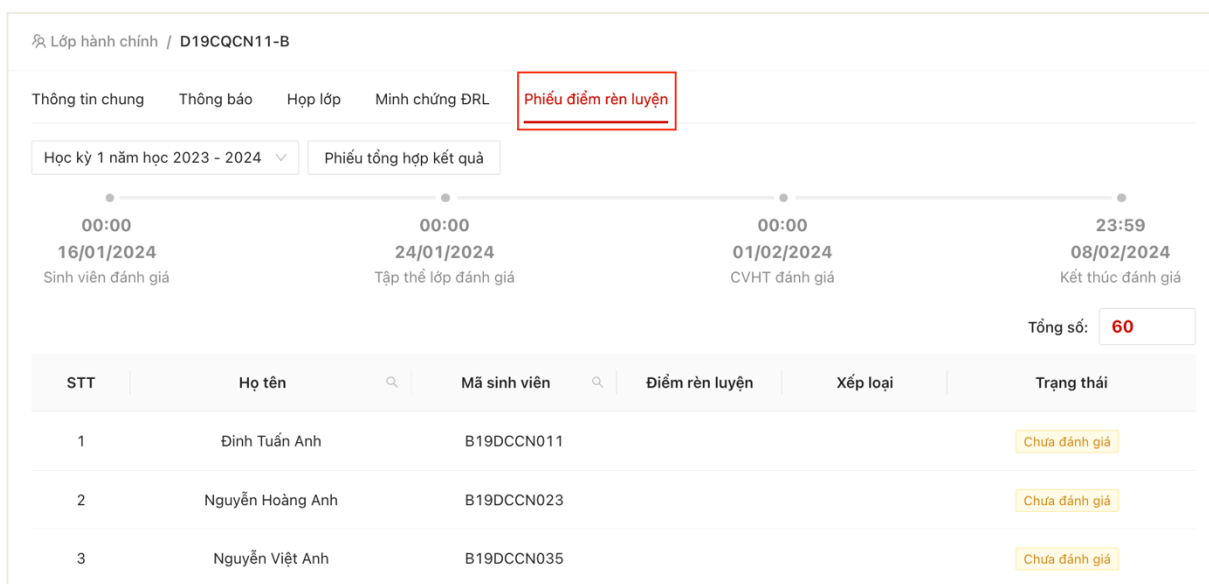 Lớp hành chính / D19CQCN11-B
Thông tin chung Thông báo Họp lớp Minh chứng ĐRL Phiếu điểm rèn luyện
Học kỳ 1 năm học 2023 - 2024 Phiếu tổng hợp kết quả
00:00 00:00 00:00 23:59
16/01/2024 24/01/2024 01/02/2024 08/02/2024
Sinh viên đánh giá Tập thể lớp đánh giá CVHT đánh giá Kết thúc đánh giá
Tổng số: 60
STT Họ tên Mã sinh viên Điểm rèn luyện Xếp loại Trạng thái
1 Đinh Tuấn Anh B19DCCN011 Chưa đánh giá
2 Nguyễn Hoàng Anh B19DCCN023 Chưa đánh giá
3 Nguyễn Việt Anh B19DCCN035 Chưa đánh giá